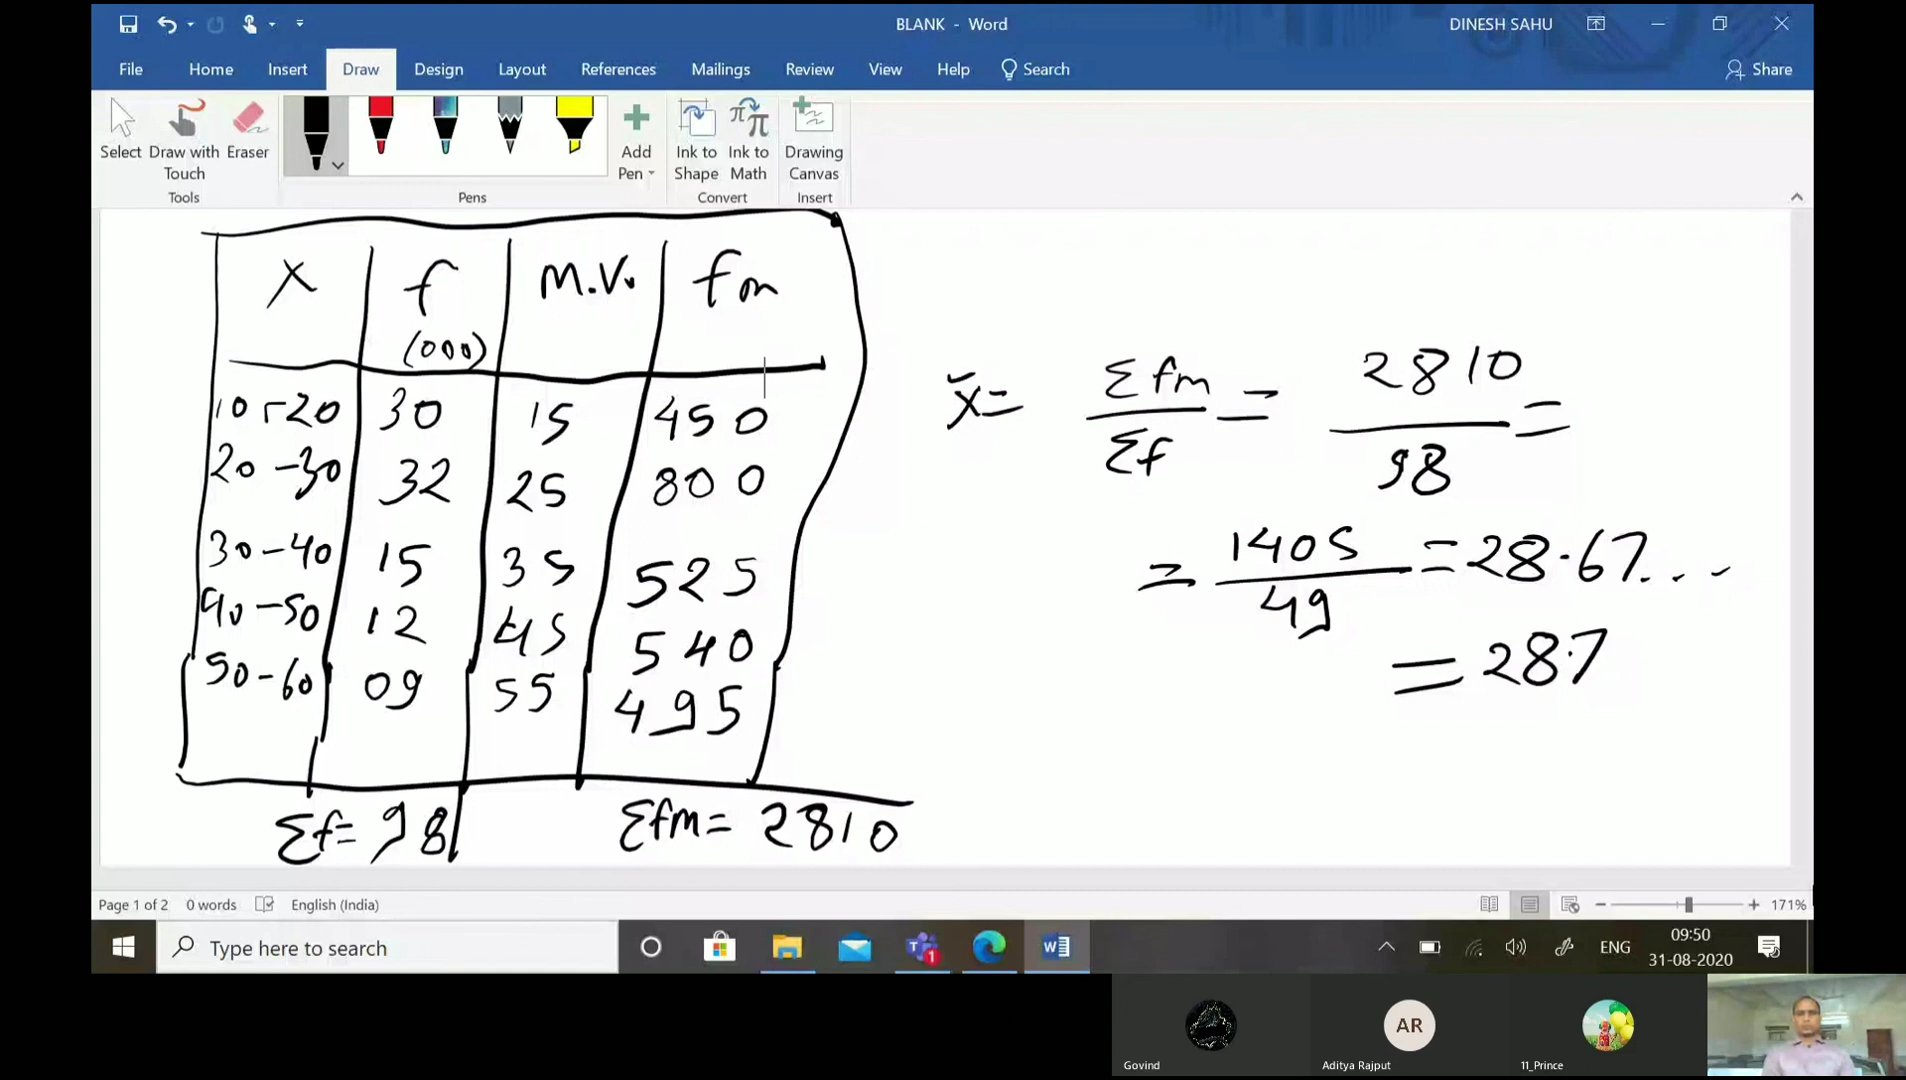 BLANK - Word
DINESH SAHU
File Home Insert Draw Design Layout References Mailings Review View Help Search Share
Select Draw with Touch Eraser
Add Pen
Ink to Shape
Ink to Math
Drawing Canvas
Tools Pens Convert Insert
X f (000) M.V. fm
10-20 30 15 450
20-30 32 25 800
30-40 15 35 525
40-50 12 45 540
50-60 09 55 495
Σf= 98 Σfm= 2810
x̄= Σfm/Σf = 2810/98 =
= 1405/49 = 28.67...
= 28.7
Page 1 of 2 0 words English (India) 171%
Type here to search
ENG 09:50
31-08-2020
1
AR
Govind Aditya Rajput 11_Prince